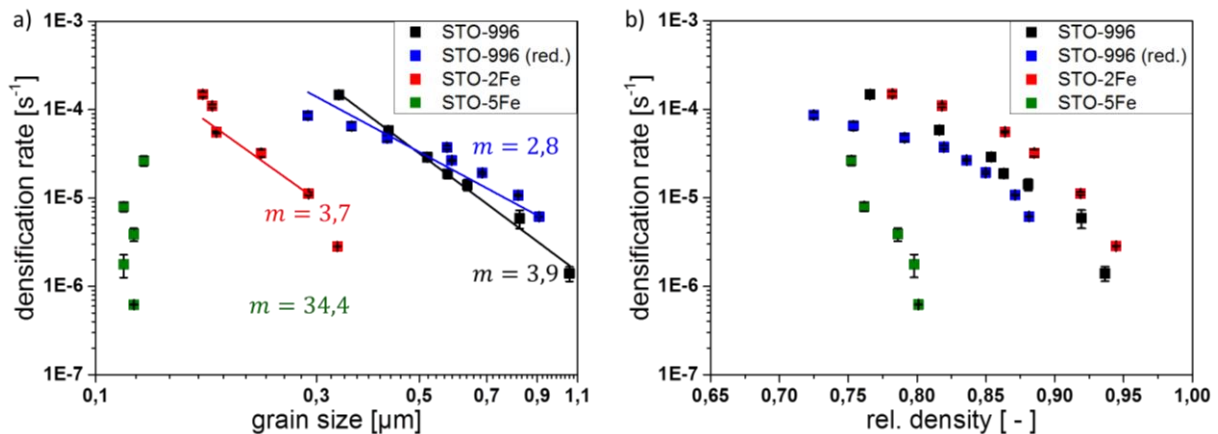 a)
1E-3
1E-4
1E-5
1E-6
1E-7
densification rate [s⁻¹]
STO-996
STO-996 (red.)
STO-2Fe
STO-5Fe
m = 2,8
m = 3,7
m = 3,9
m = 34,4
0,1 0,3 0,5 0,7 0,9 1,1
grain size [µm]
b)
1E-3
1E-4
1E-5
1E-6
1E-7
densification rate [s⁻¹]
STO-996
STO-996 (red.)
STO-2Fe
STO-5Fe
0,65 0,70 0,75 0,80 0,85 0,90 0,95 1,00
rel. density [ - ]